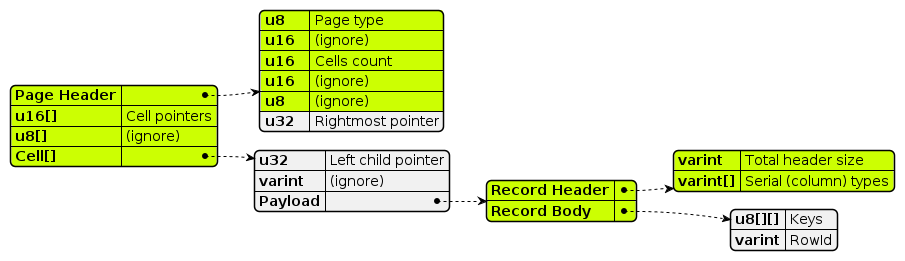 u8 Page type
u16 (ignore)
u16 Cells count
u16 (ignore)
u8 (ignore)
u32 Rightmost pointer
Page Header
u16[] Cell pointers
u8[] (ignore)
Cell[]
u32 Left child pointer
varint (ignore)
Payload
Record Header
Record Body
varint Total header size
varint[] Serial (column) types
u8[][] Keys
varint RowId